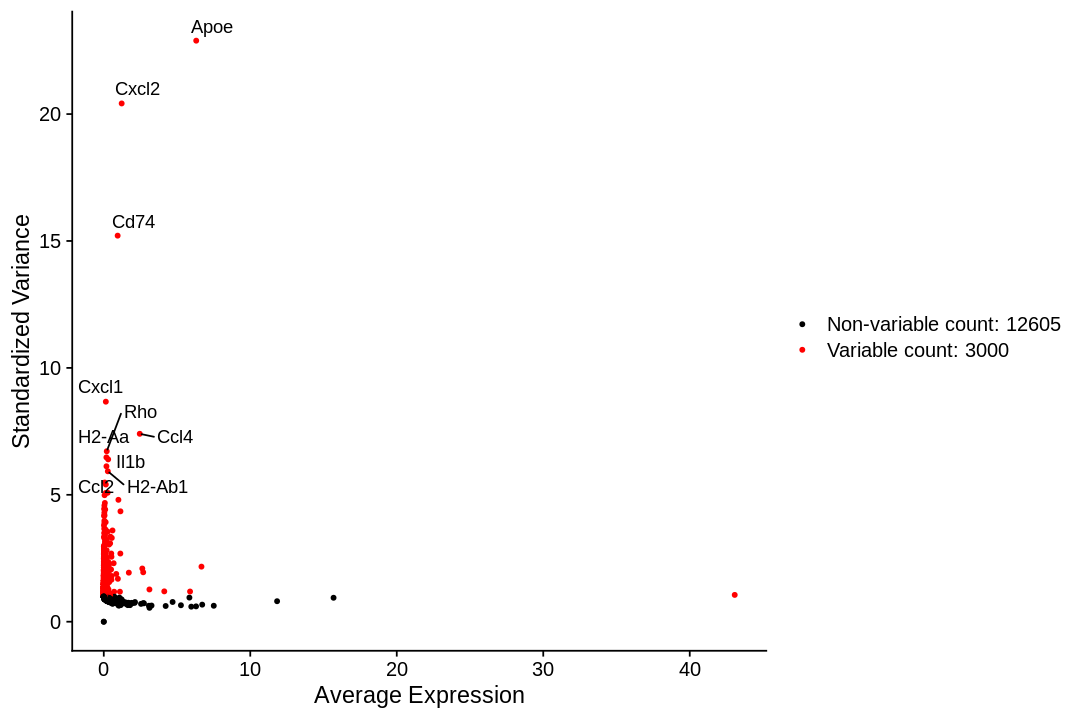 Apoe
Cxcl2
20
Cd74
15
Standardized Variance
Non-variable count: 12605
Variable count: 3000
10
Cxcl1
Rho
H2-Aa
Ccl4
Il1b
Ccl2
H2-Ab1
5
0
0 10 20 30 40
Average Expression